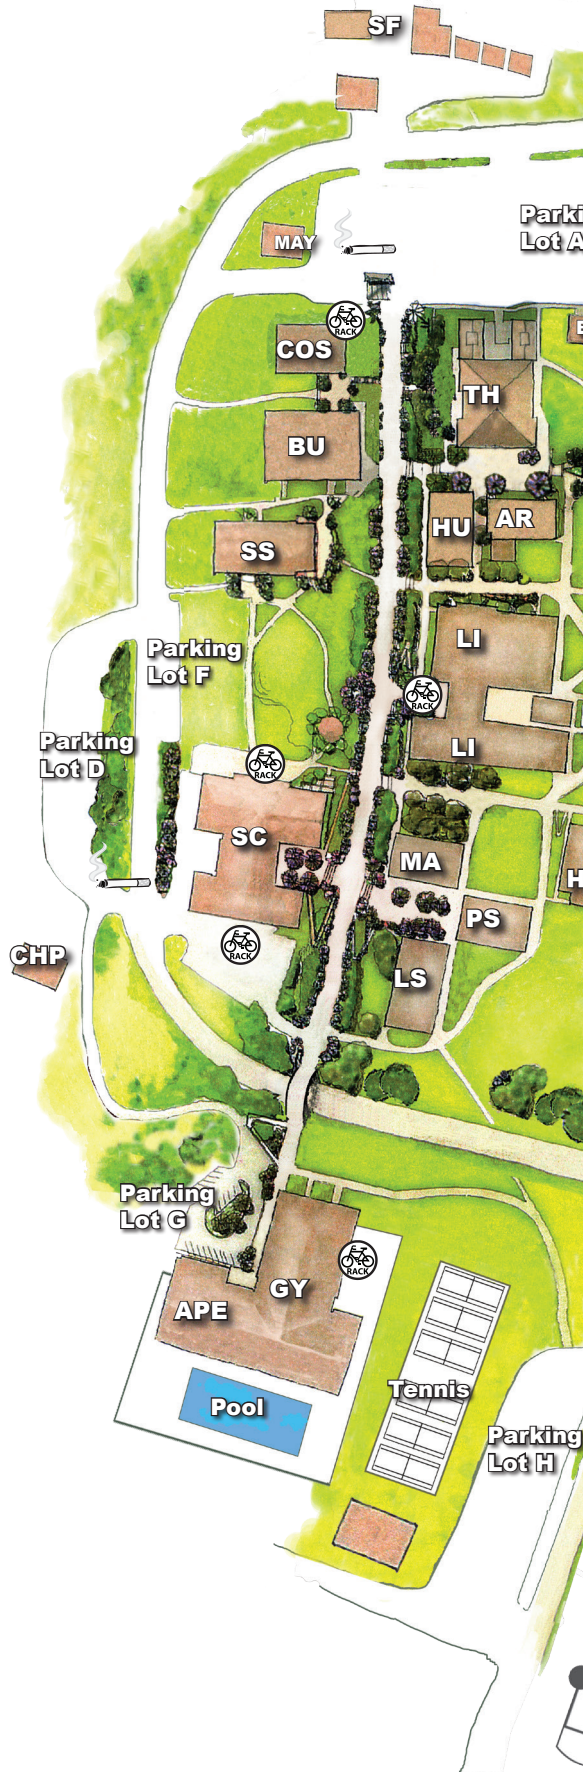 SF
MAY
Parki
Lot A
RACK
COS
TH
BU
HU
AR
SS
LI
Parking
Lot F
RACK
Parking
Lot D
LI
RACK
SC
MA
H
PS
RACK
CHP
LS
Parking
Lot G
RACK
GY
APE
Tennis
Pool
Parking
Lot H